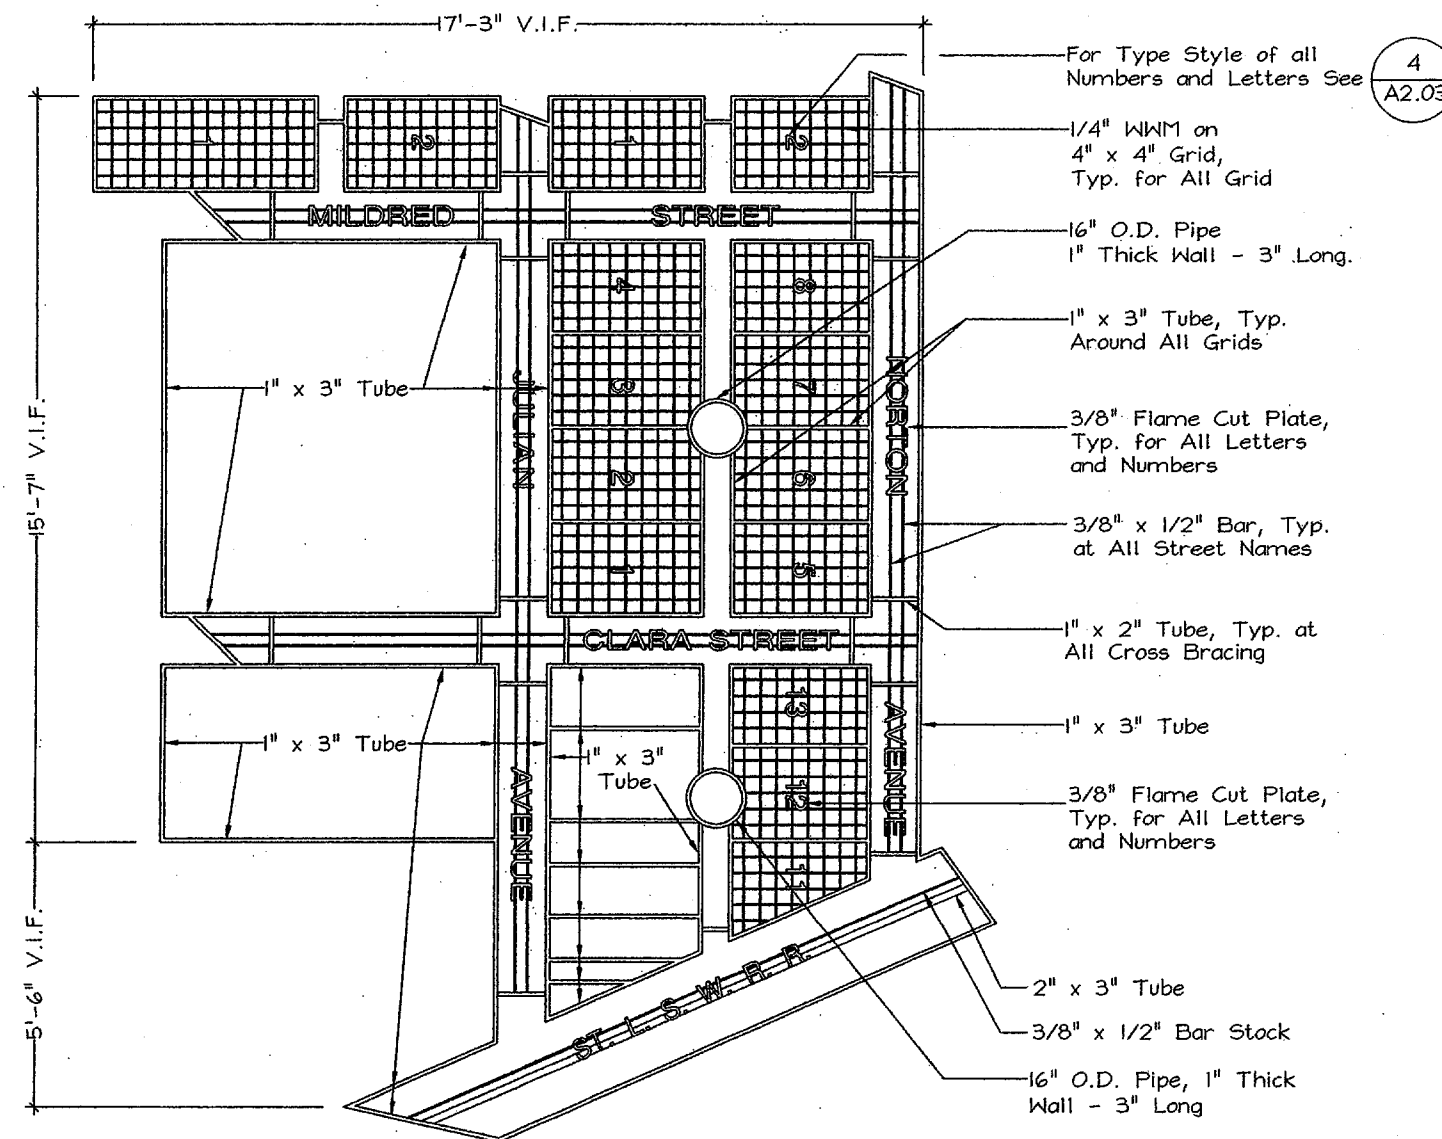 17'-3" V.I.F.
For Type Style of all
Numbers and Letters See
4
A2.03
1/4" WWM on
4" x 4" Grid,
Typ. for All Grid
1
2
1
2
MILDRED STREET
16" O.D. Pipe
1" Thick Wall - 3" Long.
4
8
1" x 3" Tube, Typ.
Around All Grids
15'-7" V.I.F.
1" x 3" Tube
JULIAN
3
7
NORTON
3/8" Flame Cut Plate,
Typ. for All Letters
and Numbers
2
6
3/8" x 1/2" Bar, Typ.
at All Street Names
1
5
CLARA STREET
1" x 2" Tube, Typ. at
All Cross Bracing
13
1" x 3" Tube
1" x 3" Tube
1" x 3"
Tube
AVENUE
AVENUE
12
3/8" Flame Cut Plate,
Typ. for All Letters
and Numbers
11
5'-6" V.I.F.
ST. L. S. W. R. R.
2" x 3" Tube
3/8" x 1/2" Bar Stock
16" O.D. Pipe, 1" Thick
Wall - 3" Long